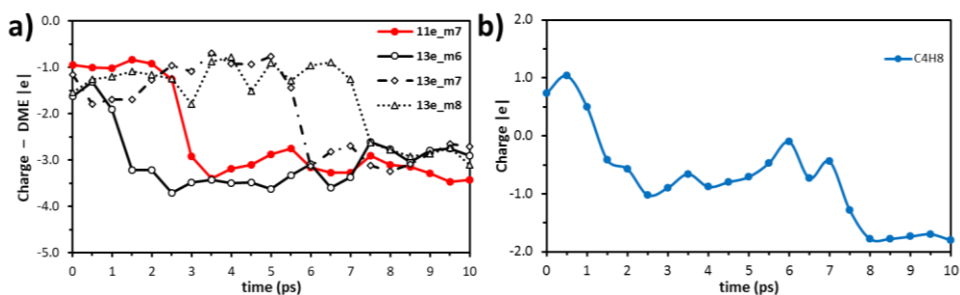 a)
0.0
-1.0
-2.0
-3.0
-4.0
-5.0
Charge – DME |e|
11e_m7
13e_m6
13e_m7
13e_m8
0 1 2 3 4 5 6 7 8 9 10
time (ps)
b)
2.0
1.0
0.0
-1.0
-2.0
Charge |e|
C4H8
0 1 2 3 4 5 6 7 8 9 10
time (ps)